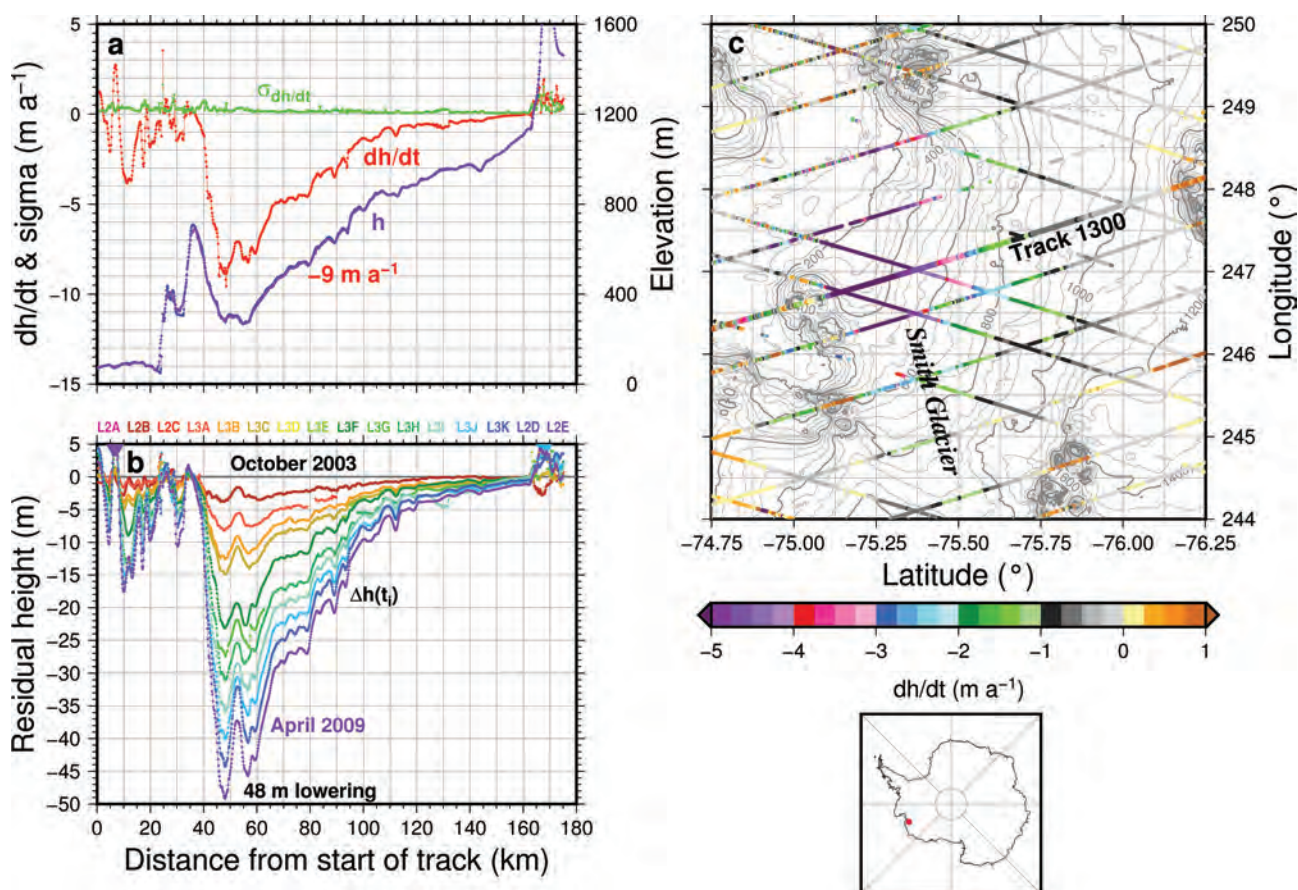 a
dh/dt & sigma (m a⁻¹)
5
0
−5
−10
−15
σdh/dt
dh/dt
h
−9 m a⁻¹
1600
1200
800
400
0
Elevation (m)
L2A L2B L2C L3A L3B L3C L3D L3E L3F L3G L3H L3I L3J L3K L2D L2E
b
Residual height (m)
5
0
−5
−10
−15
−20
−25
−30
−35
−40
−45
−50
October 2003
Δh(tᵢ)
April 2009
48 m lowering
0 20 40 60 80 100 120 140 160 180
Distance from start of track (km)
c
250
249
248
247
246
245
244
Longitude (°)
Track 1300
Smith Glacier
400
200
800
1000
1200
1400
−74.75 −75.00 −75.25 −75.50 −75.75 −76.00 −76.25
Latitude (°)
−5 −4 −3 −2 −1 0 1
dh/dt (m a⁻¹)